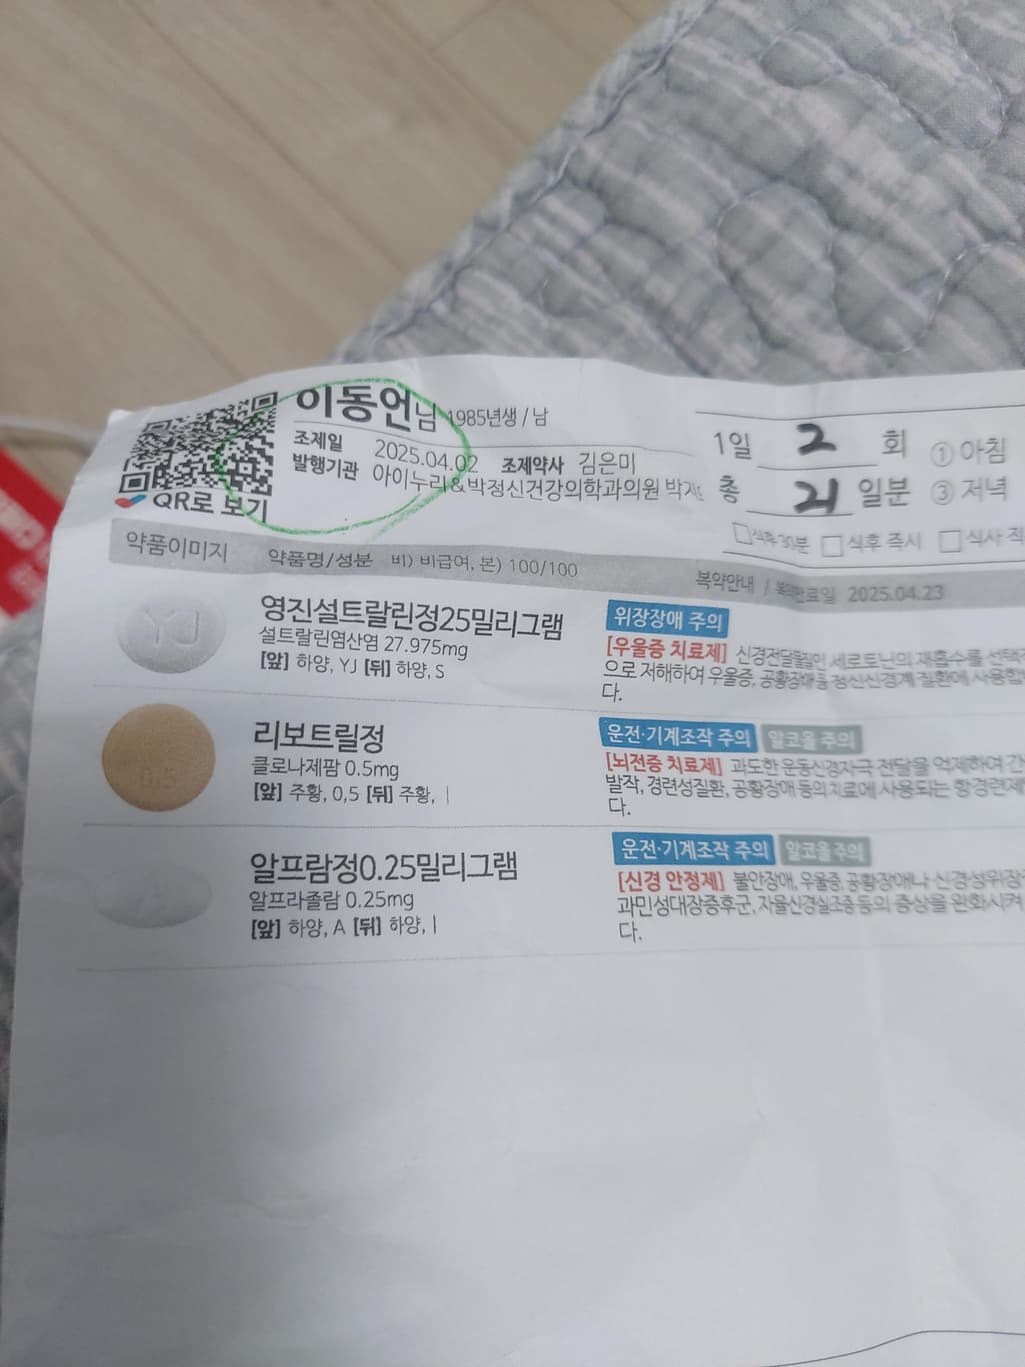 이동언님 1985년생 / 남
조제일 2025.04.02 조제약사 김은미
발행기관 아이누리&박정신건강의학과의원
QR로 보기
1일 2 회 ① 아침
총 21 일분 ③ 저녁
식후 30분 식후 즉시 식사
약품이미지 약품명/성분 비) 비급여, 본) 100/100
복약안내 / 2025.04.23
YJ
영진설트랄린정25밀리그램
설트랄린염산염 27.975mg
[앞] 하양, YJ [뒤] 하양, S
위장장애 주의
[우울증 치료제] 신경전달물질인 세로토닌의 재흡수를 선택
으로 저해하여 우울증, 공황장애 등 정신신경계 질환에 사용
다.
0.5
리보트릴정
클로나제팜 0.5mg
[앞] 주황, 0,5 [뒤] 주황, |
운전·기계조작 주의 알코올 주의
[뇌전증 치료제] 과도한 운동신경자극 전달을 억제하여 간
발작, 경련성질환, 공황장애 등의 치료에 사용되는 항경련제
다.
A
알프람정0.25밀리그램
알프라졸람 0.25mg
[앞] 하양, A [뒤] 하양, |
운전·기계조작 주의 알코올 주의
[신경 안정제] 불안장애, 우울증, 공황장애나 신경성위장
과민성대장증후군, 자율신경실조증 등의 증상을 완화시켜
다.